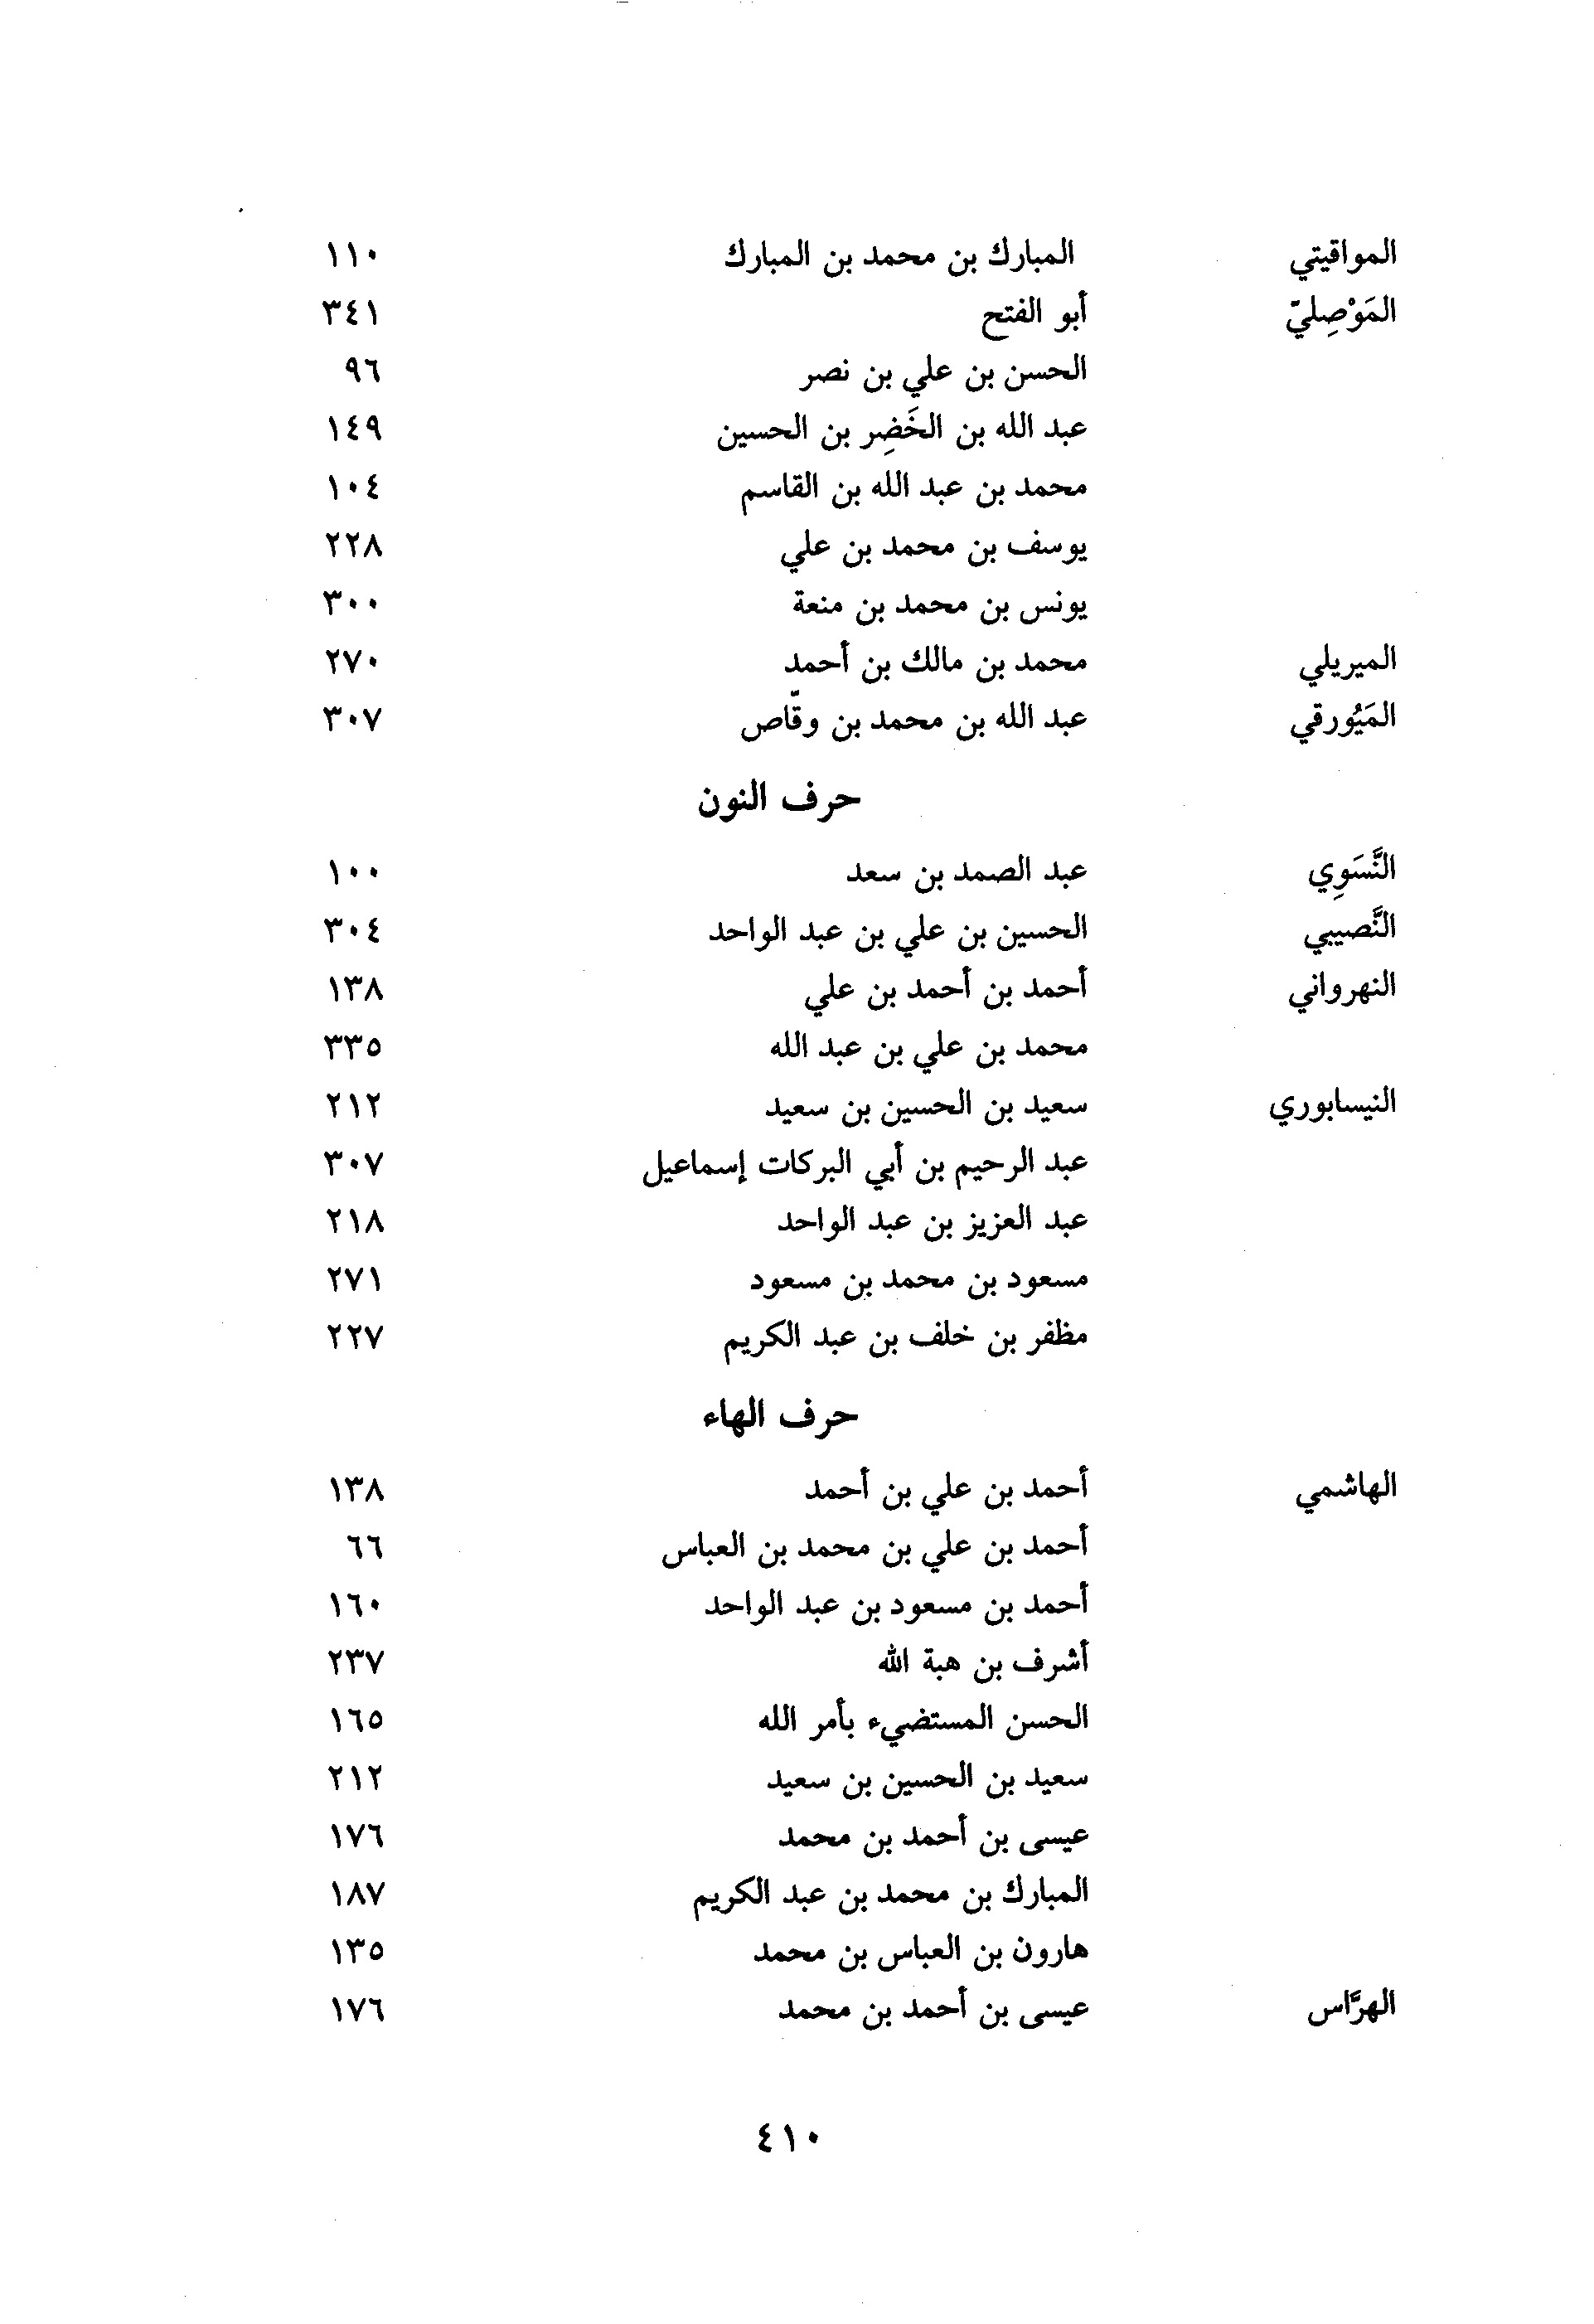 المواقيتي المبارك بن محمد بن المبارك ١١٠
المَوْصِليّ أبو الفتح ٣٤١
الحسن بن علي بن نصر ٩٦
عبد الله بن الخَضِر بن الحسين ١٤٩
محمد بن عبد الله بن القاسم ١٠٤
يوسف بن محمد بن علي ٢٢٨
يونس بن محمد بن منعة ٣٠٠
الميريلي محمد بن مالك بن أحمد ٢٧٠
المَيُورقي عبد الله بن محمد بن وقّاص ٣٠٧
حرف النون
النَّسَوِي عبد الصمد بن سعد ١٠٠
النَّصيبي الحسين بن علي بن عبد الواحد ٣٠٤
النهرواني أحمد بن أحمد بن علي ١٣٨
محمد بن علي بن عبد الله ٣٣٥
النيسابوري سعيد بن الحسين بن سعيد ٢١٢
عبد الرحيم بن أبي البركات إسماعيل ٣٠٧
عبد العزيز بن عبد الواحد ٢١٨
مسعود بن محمد بن مسعود ٢٧١
مظفر بن خلف بن عبد الكريم ٢٢٧
حرف الهاء
الهاشمي أحمد بن علي بن أحمد ١٣٨
أحمد بن علي بن محمد بن العباس ٦٦
أحمد بن مسعود بن عبد الواحد ١٦٠
أشرف بن هبة الله ٢٣٧
الحسن المستضيء بأمر الله ١٦٥
سعيد بن الحسين بن سعيد ٢١٢
عيسى بن أحمد بن محمد ١٧٦
المبارك بن محمد بن عبد الكريم ١٨٧
هارون بن العباس بن محمد ١٣٥
الهرَّاس عيسى بن أحمد بن محمد ١٧٦
٤١٠